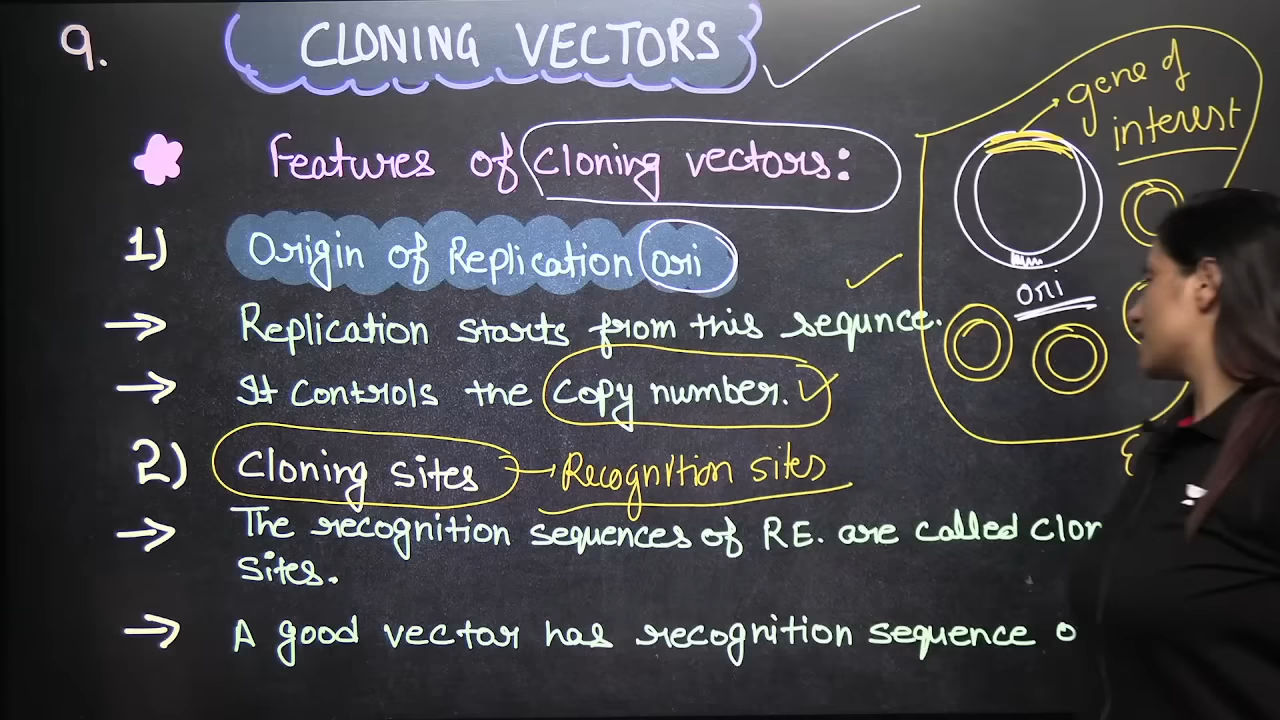 9.
CLONING VECTORS
Features of Cloning vectors:
1) Origin of Replication ori
→ Replication starts from this sequnce.
→ It controls the copy number.
2) Cloning sites → Recognition sites
→ The recognition sequences of R.E. are called Clon
sites.
→ A good vector has recognition sequence o
gene of
interest
ori